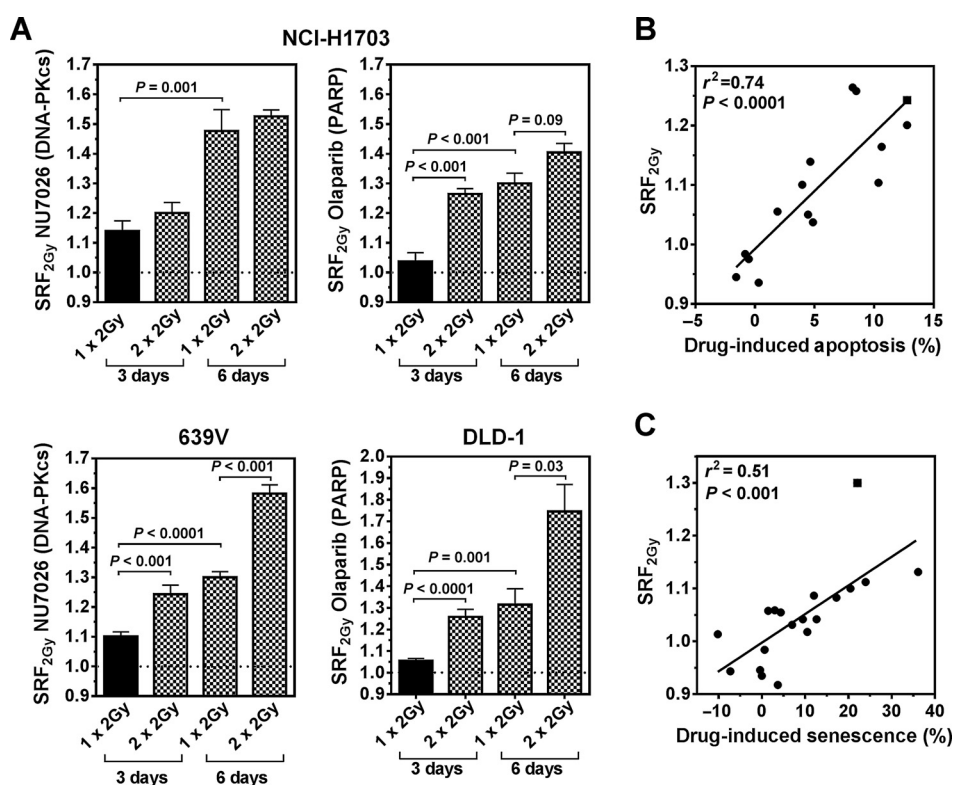 A
NCI-H1703
SRF2Gy NU7026 (DNA-PKcs)
1.7
1.6
1.5
1.4
1.3
1.2
1.1
1.0
0.9
P = 0.001
1 x 2Gy
2 x 2Gy
1 x 2Gy
2 x 2Gy
3 days
6 days
SRF2Gy Olaparib (PARP)
1.7
1.6
1.5
1.4
1.3
1.2
1.1
1.0
0.9
P = 0.09
P < 0.001
P < 0.001
1 x 2Gy
2 x 2Gy
1 x 2Gy
2 x 2Gy
3 days
6 days
639V
SRF2Gy NU7026 (DNA-PKcs)
1.7
1.6
1.5
1.4
1.3
1.2
1.1
1.0
0.9
P < 0.001
P < 0.0001
P < 0.001
1 x 2Gy
2 x 2Gy
1 x 2Gy
2 x 2Gy
3 days
6 days
DLD-1
SRF2Gy Olaparib (PARP)
2.0
1.9
1.8
1.7
1.6
1.5
1.4
1.3
1.2
1.1
1.0
0.9
P = 0.03
P = 0.001
P < 0.0001
1 x 2Gy
2 x 2Gy
1 x 2Gy
2 x 2Gy
3 days
6 days
B
SRF2Gy
1.3
1.2
1.1
1.0
0.9
r2=0.74
P < 0.0001
–5
0
5
10
15
Drug-induced apoptosis (%)
C
SRF2Gy
1.3
1.2
1.1
1.0
0.9
r2 = 0.51
P < 0.001
–10
0
10
20
30
40
Drug-induced senescence (%)